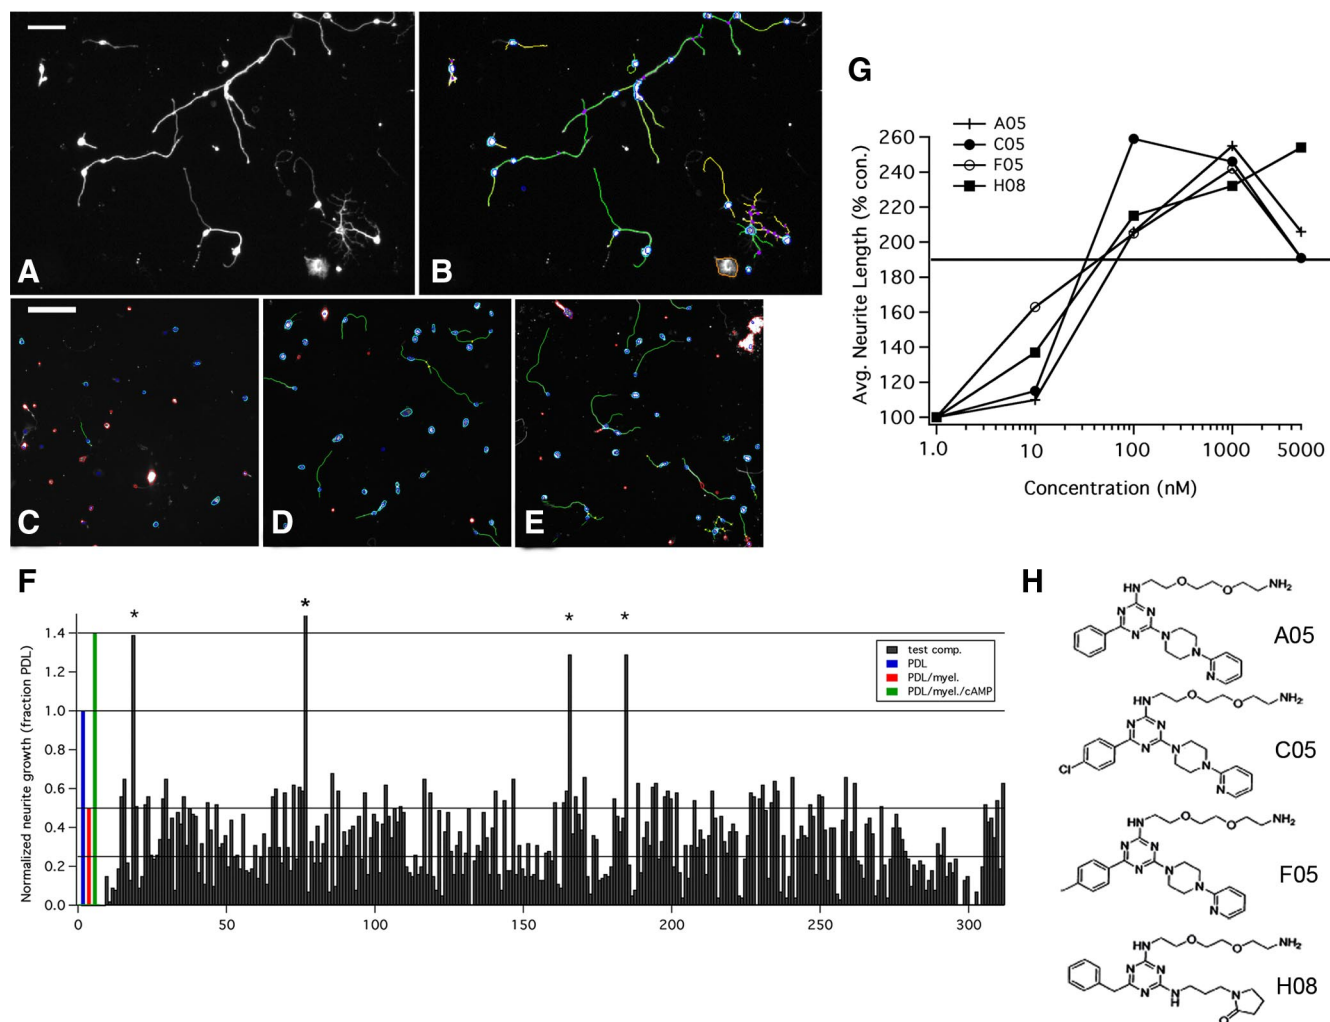 A
B
C
D
E
G
A05
C05
F05
H08
Avg. Neurite Length (% con.)
260
240
220
200
180
160
140
120
100
1.0
10
100
1000
5000
Concentration (nM)
F
Normalized neurite growth (fraction PDL)
1.4
1.2
1.0
0.8
0.6
0.4
0.2
0.0
0
50
100
150
200
250
300
*
*
*
*
test comp.
PDL
PDL/myel.
PDL/myel./cAMP
H
HN
O
O
NH₂
N
N
N
N
N
N
A05
HN
O
O
NH₂
N
N
N
N
N
N
Cl
C05
HN
O
O
NH₂
N
N
N
N
N
N
F05
HN
O
O
NH₂
N
N
N
N
H
N
O
H08